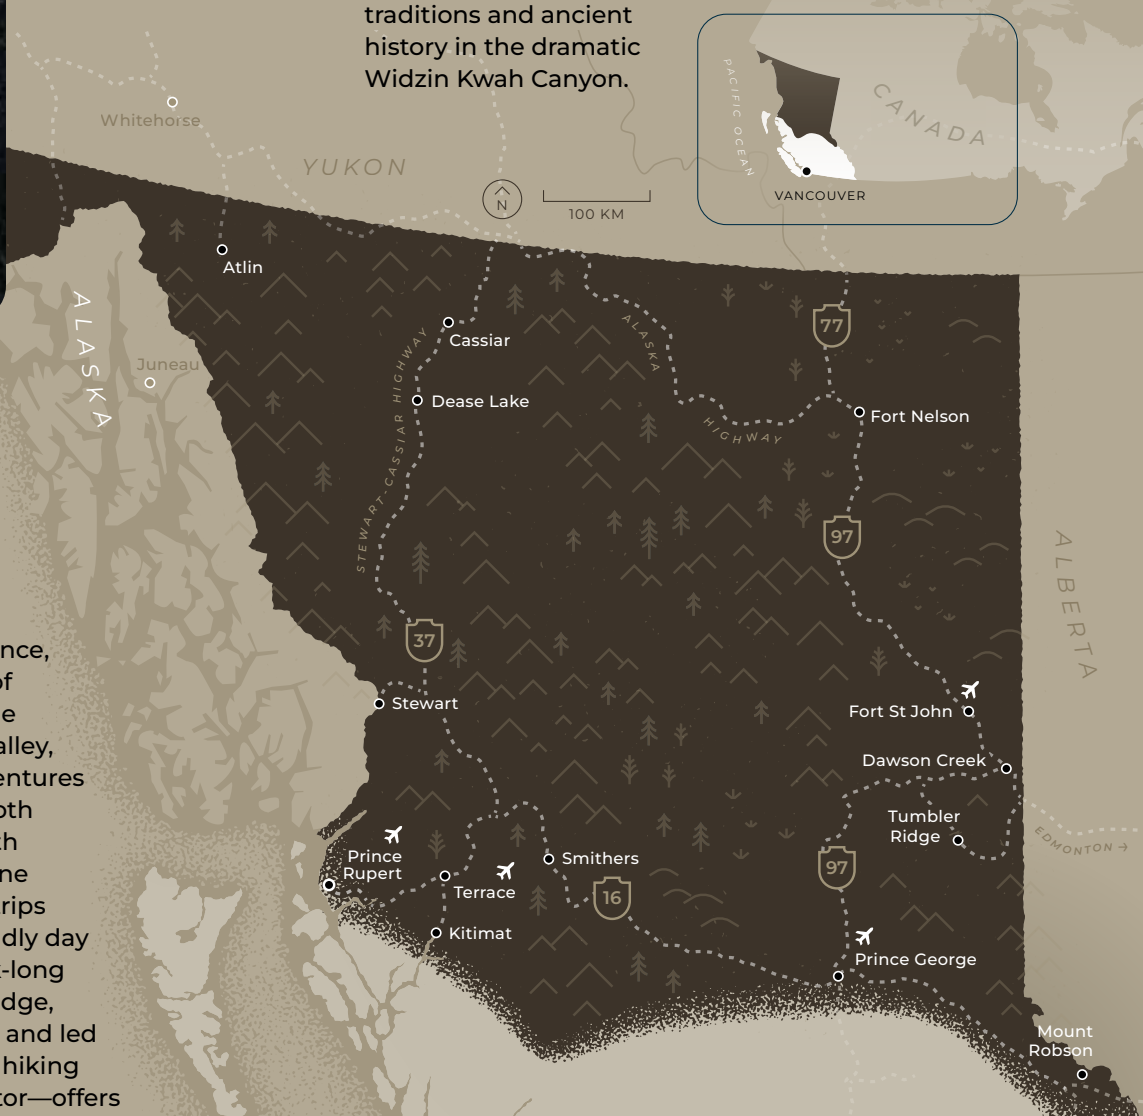 traditions and ancient
history in the dramatic
Widzin Kwah Canyon.
PACIFIC OCEAN
CANADA
VANCOUVER
Whitehorse
YUKON
N
100 KM
Atlin
ALASKA
Juneau
Cassiar
Dease Lake
STEWART-CASSIAR HIGHWAY
ALASKA
HIGHWAY
77
Fort Nelson
97
ALBERTA
37
Stewart
Fort St John
Dawson Creek
Tumbler
Ridge
EDMONTON →
Prince
Rupert
Terrace
Smithers
Kitimat
16
97
Prince George
Mount
Robson
nce,
of
e
alley,
entures
oth
th
ne
trips
dly day
k-long
dge,
and led
hiking
tor—offers